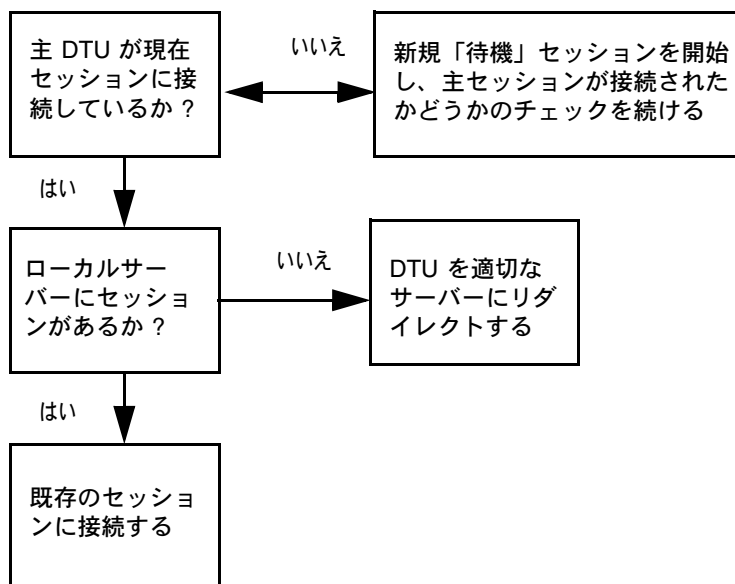 主 DTU が現在
セッションに接
続しているか ?
いいえ
新規「待機」セッションを開始
し、主セッションが接続された
かどうかのチェックを続ける
はい
ローカルサー
バーにセッショ
ンがあるか ?
いいえ
DTU を適切な
サーバーにリダ
イレクトする
はい
既存のセッショ
ンに接続する